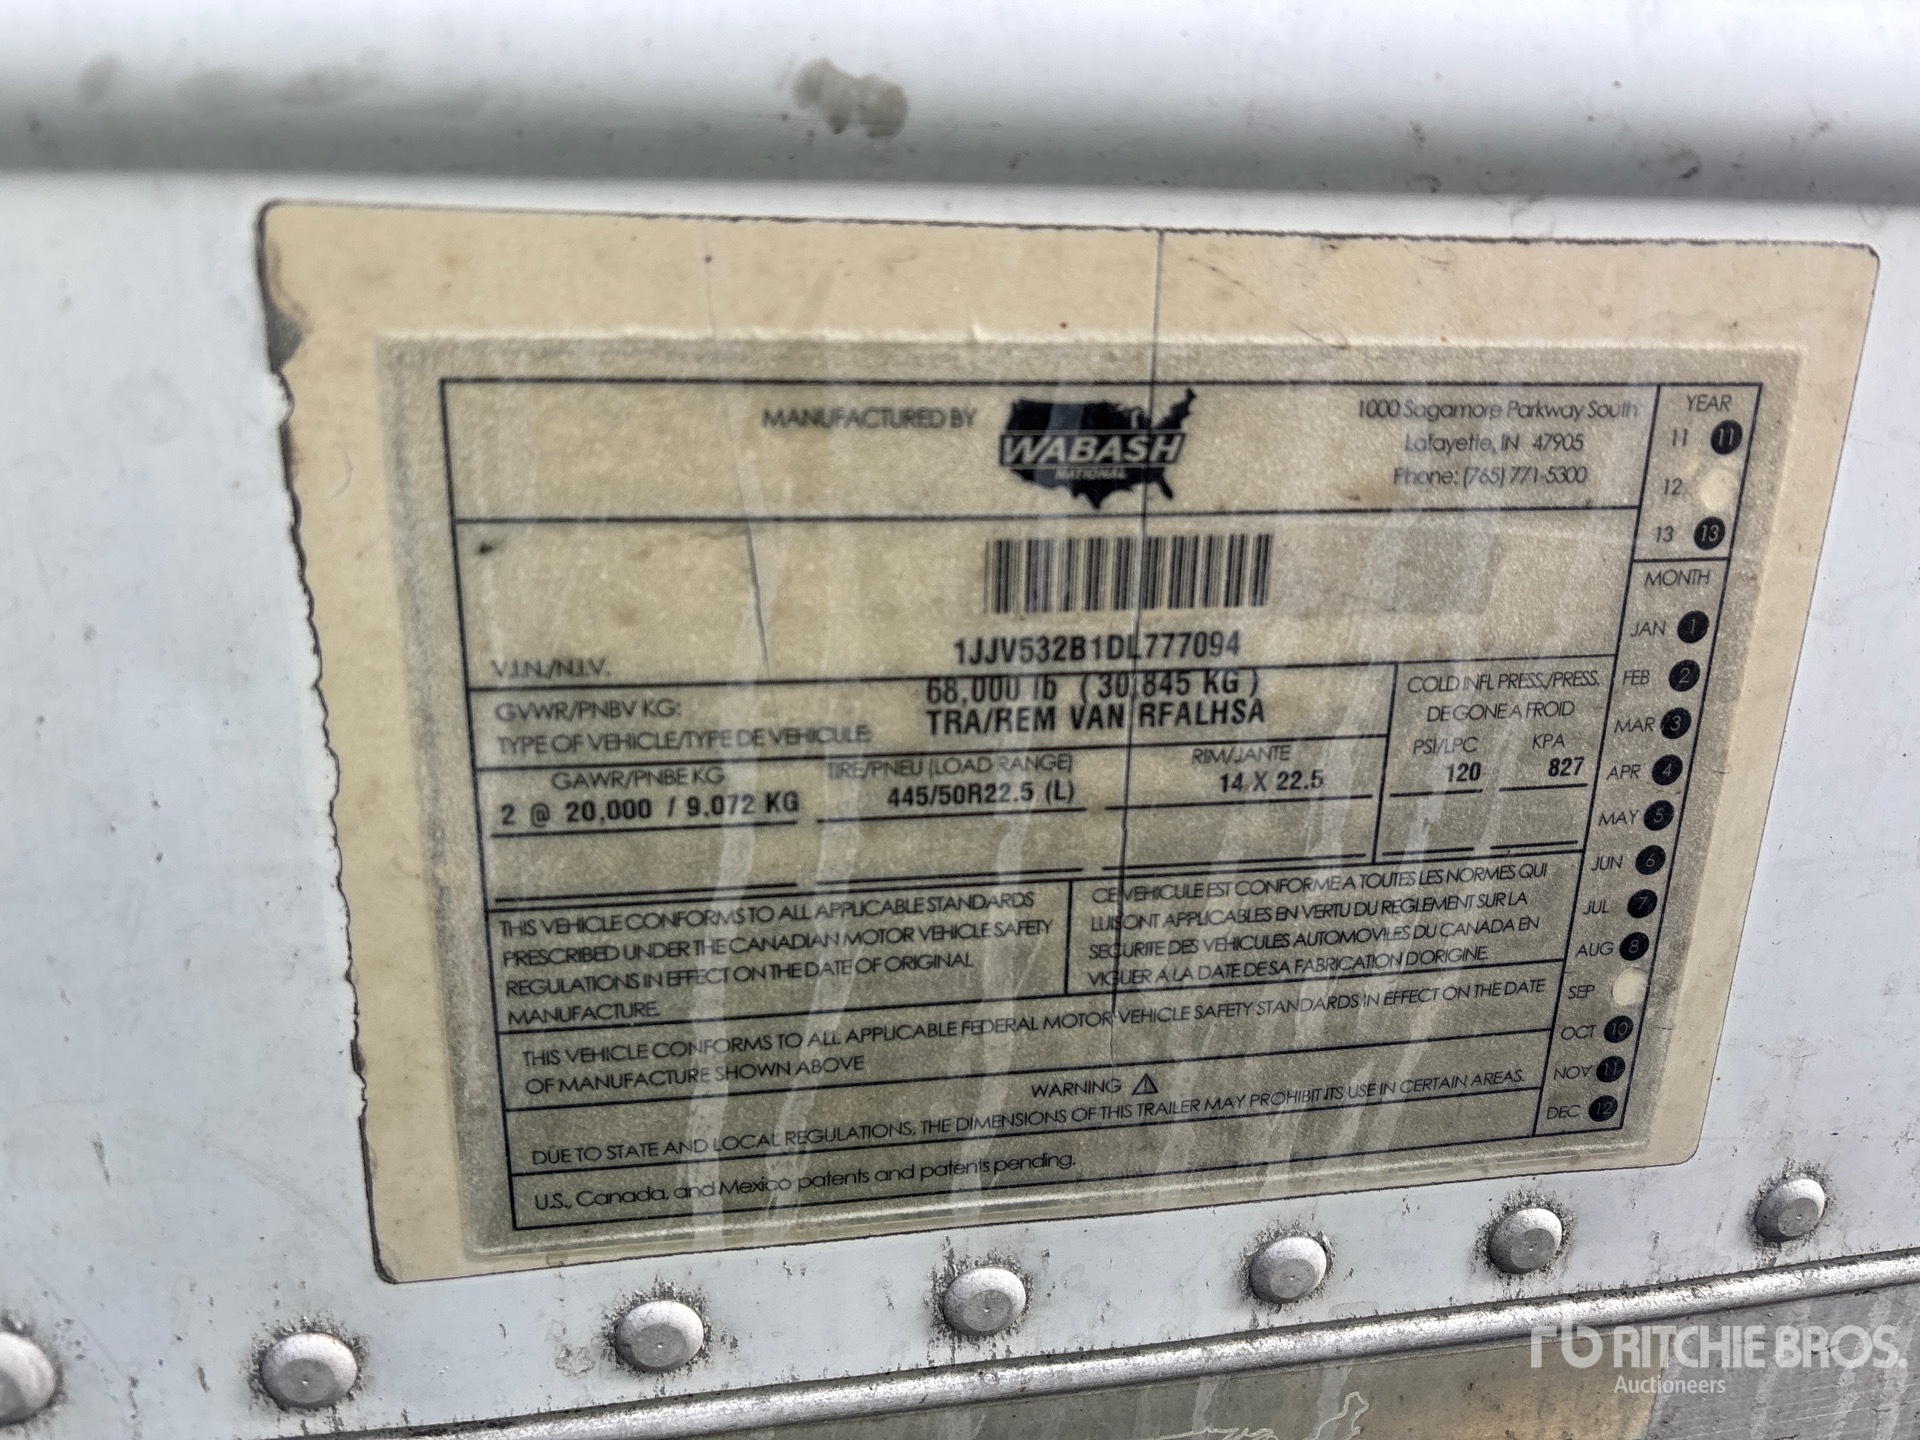 MANUFACTURED BY
WABASH
NATIONAL
1000 Sagamore Parkway South
Lafayette, IN 47905
Phone: (765) 771-5300
YEAR
11 11
12
13 13
MONTH
JAN 1
FEB 2
MAR 3
APR 4
MAY 5
JUN 6
JUL 7
AUG 8
SEP
OCT 10
NOV 11
DEC 12
V.I.N./N.I.V. 1JJV532B1DL777094
GVWR/PNBV KG: 68,000 lb ( 30,845 KG )
TYPE OF VEHICLE/TYPE DE VEHICULE: TRA/REM VAN RFALHSA
COLD INFL PRESS./PRESS.
DE GONE A FROID
PSI/LPC KPA
120 827
GAWR/PNBE KG TIRE/PNEU (LOAD RANGE) RIM/JANTE
2 @ 20,000 / 9,072 KG 445/50R22.5 (L) 14 X 22.5
THIS VEHICLE CONFORMS TO ALL APPLICABLE STANDARDS
PRESCRIBED UNDER THE CANADIAN MOTOR VEHICLE SAFETY
REGULATIONS IN EFFECT ON THE DATE OF ORIGINAL
MANUFACTURE.
CE VEHICULE EST CONFORME A TOUTES LES NORMES QUI
LUI SONT APPLICABLES EN VERTU DU REGLEMENT SUR LA
SECURITE DES VEHICULES AUTOMOVILES DU CANADA EN
VIGUER A LA DATE DE SA FABRICATION D'ORIGINE.
THIS VEHICLE CONFORMS TO ALL APPLICABLE FEDERAL MOTOR VEHICLE SAFETY STANDARDS IN EFFECT ON THE DATE
OF MANUFACTURE SHOWN ABOVE
WARNING
DUE TO STATE AND LOCAL REGULATIONS, THE DIMENSIONS OF THIS TRAILER MAY PROHIBIT ITS USE IN CERTAIN AREAS.
U.S., Canada, and Mexico patents and patents pending.
rb RITCHIE BROS.
Auctioneers